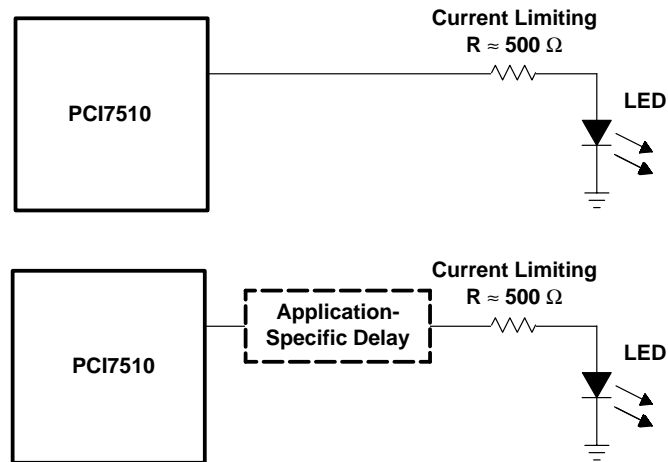 Current Limiting
R ≈ 500 Ω
LED
PCI7510
Current Limiting
R ≈ 500 Ω
Application-
Specific Delay
LED
PCI7510